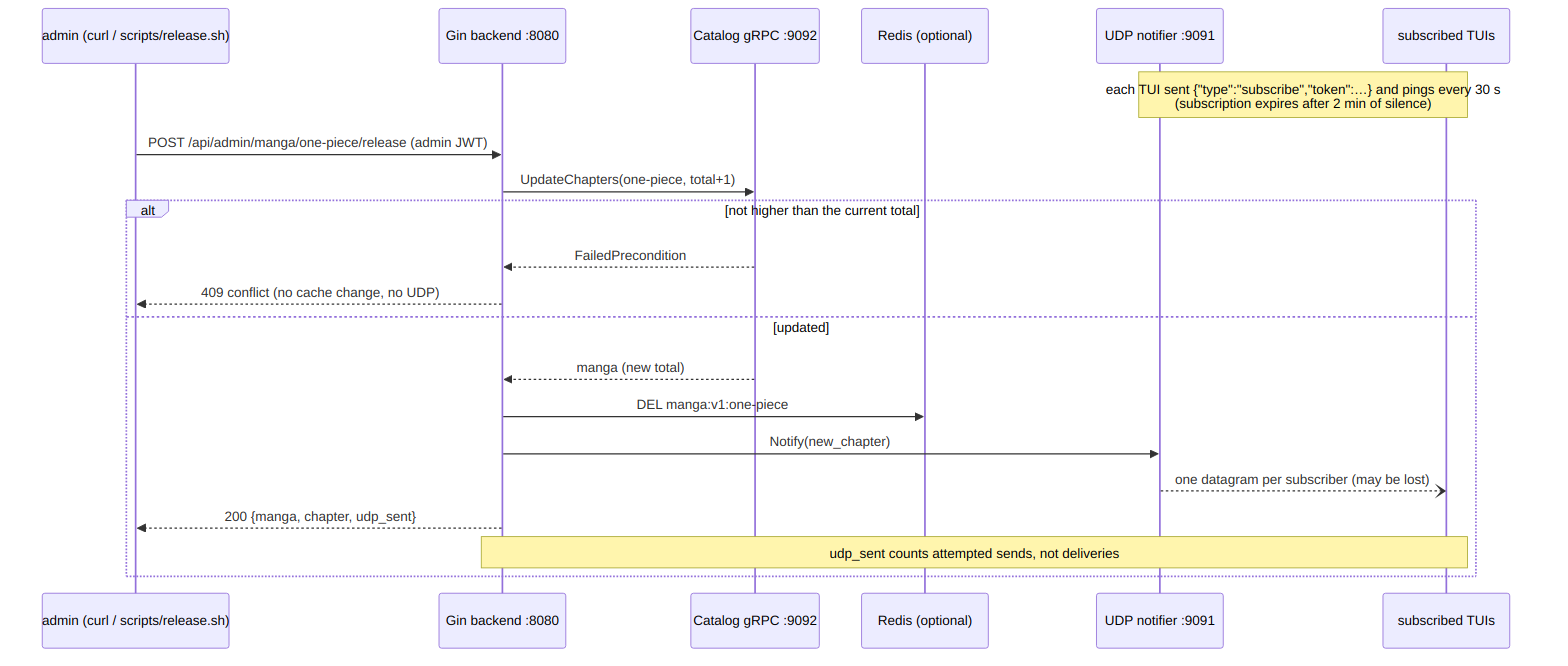 admin (curl / scripts/release.sh)
Gin backend :8080
Catalog gRPC :9092
Redis (optional)
UDP notifier :9091
subscribed TUIs
each TUI sent {"type":"subscribe","token":…} and pings every 30 s
(subscription expires after 2 min of silence)
POST /api/admin/manga/one-piece/release (admin JWT)
UpdateChapters(one-piece, total+1)
alt
[not higher than the current total]
FailedPrecondition
409 conflict (no cache change, no UDP)
[updated]
manga (new total)
DEL manga:v1:one-piece
Notify(new_chapter)
one datagram per subscriber (may be lost)
200 {manga, chapter, udp_sent}
udp_sent counts attempted sends, not deliveries
admin (curl / scripts/release.sh)
Gin backend :8080
Catalog gRPC :9092
Redis (optional)
UDP notifier :9091
subscribed TUIs